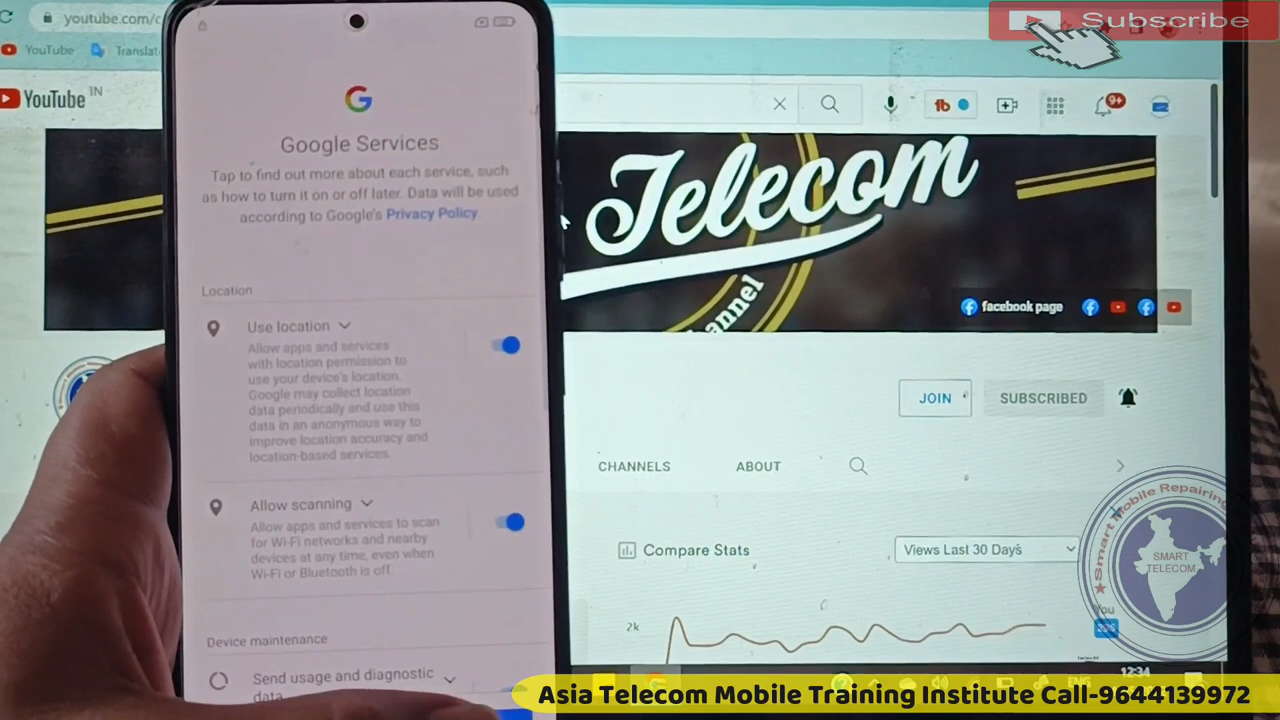 youtube.com/c
YouTube
Translat
YouTube IN
Subscribe
9+
Google Services
Tap to find out more about each service, such
as how to turn it on or off later. Data will be used
according to Google's Privacy Policy
Location
Use location
Allow apps and services
with location permission to
use your device's location.
Google may collect location
data periodically and use this
data in an anonymous way to
improve location accuracy and
location-based services.
Allow scanning
Allow apps and services to scan
for Wi-Fi networks and nearby
devices at any time, even when
Wi-Fi or Bluetooth is off.
Device maintenance
Send usage and diagnostic
data
Telecom
annel
facebook page
JOIN
SUBSCRIBED
CHANNELS
ABOUT
Compare Stats
Views Last 30 Days
2k
You
Smart Mobile Repairing
SMART
TELECOM
ENG
12:34
Asia Telecom Mobile Training Institute Call-9644139972